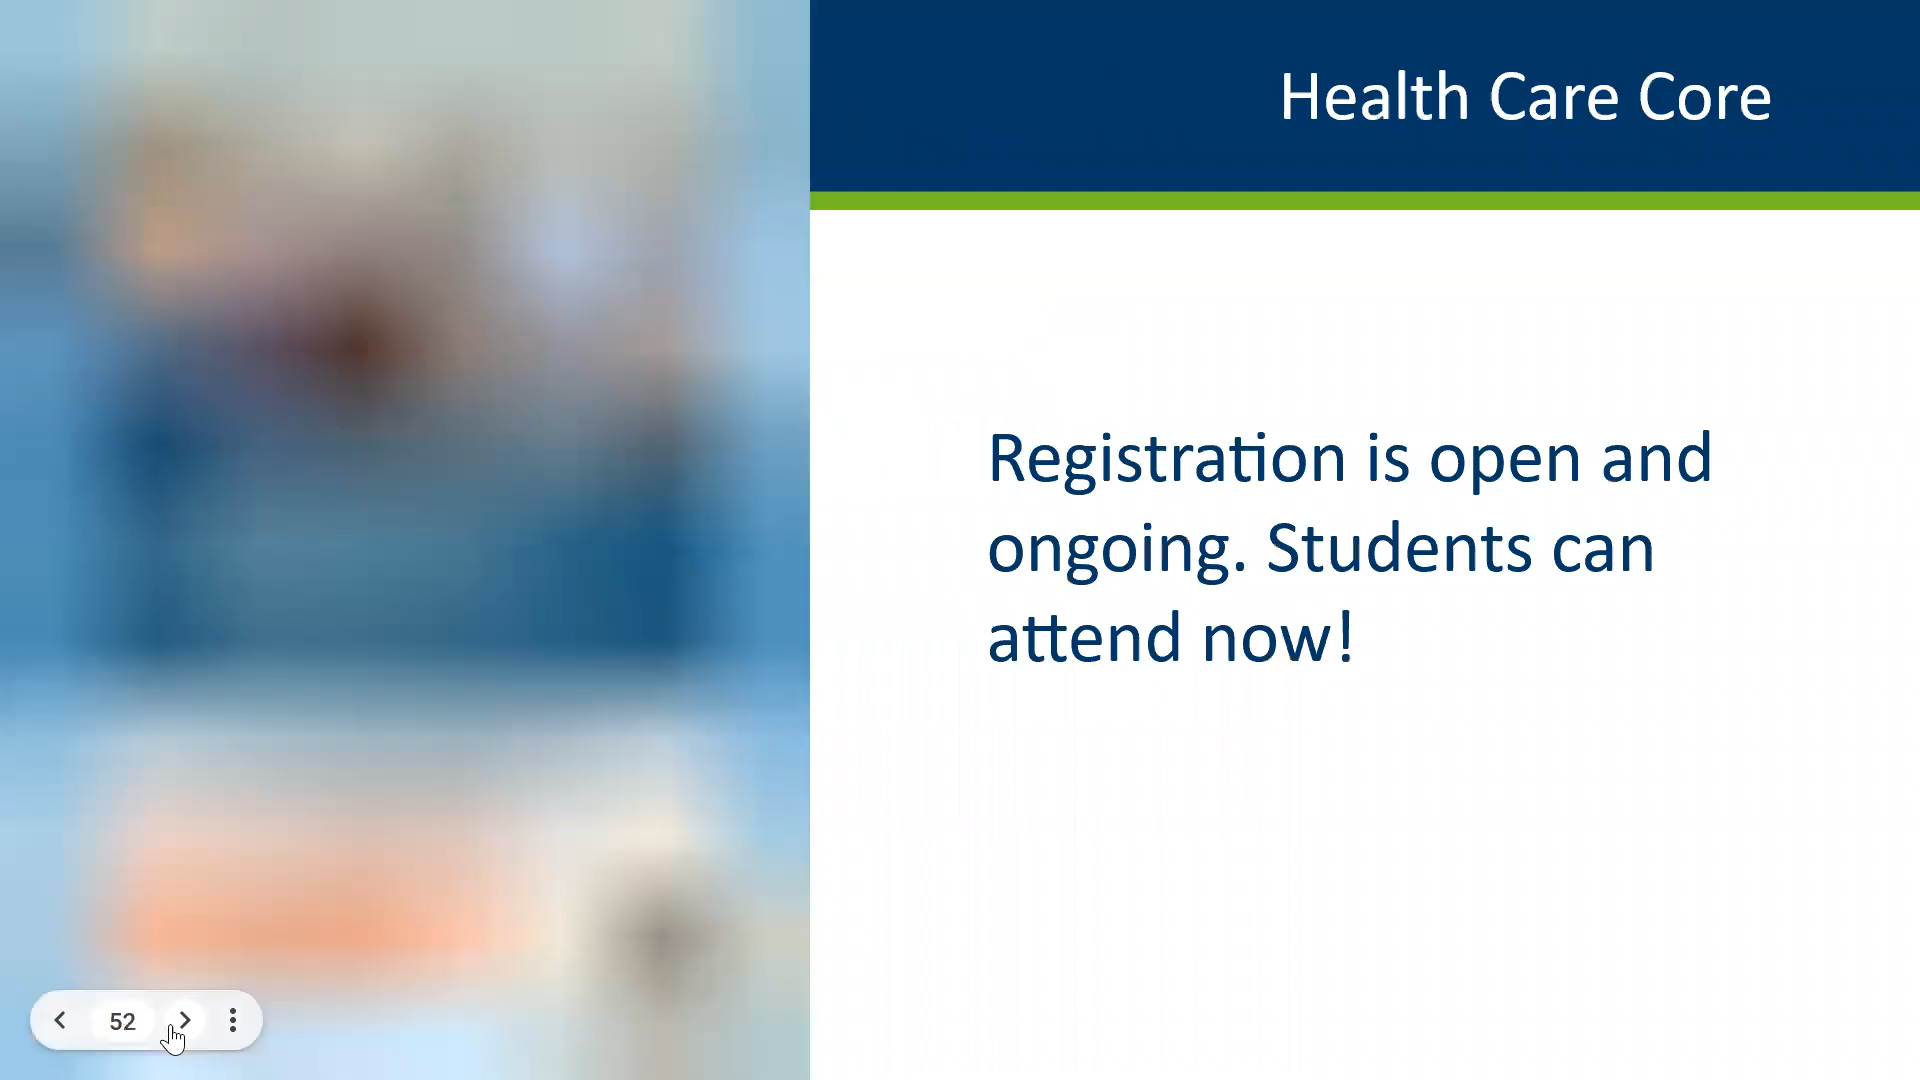 Health Care Core
Registration is open and
ongoing. Students can
attend now!
52